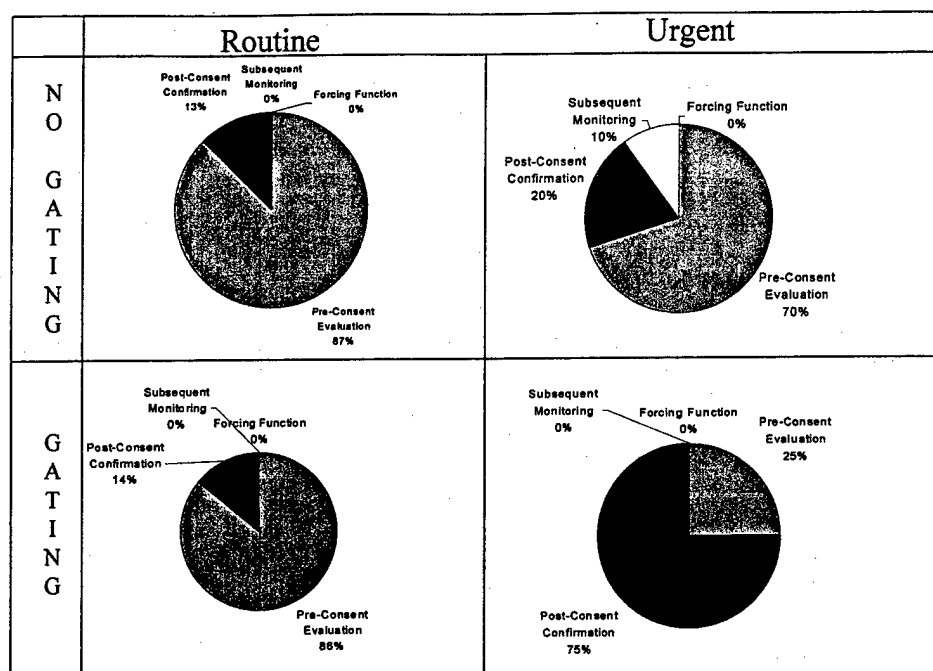 Routine
Urgent
NO GATING
Post-Consent
Confirmation
13%
Subsequent
Monitoring
0%
Forcing Function
0%
Pre-Consent
Evaluation
87%
Subsequent
Monitoring
10%
Forcing Function
0%
Post-Consent
Confirmation
20%
Pre-Consent
Evaluation
70%
GATING
Subsequent
Monitoring
0%
Forcing Function
0%
Post-Consent
Confirmation
14%
Pre-Consent
Evaluation
86%
Subsequent
Monitoring
0%
Forcing Function
0%
Pre-Consent
Evaluation
25%
Post-Consent
Confirmation
75%